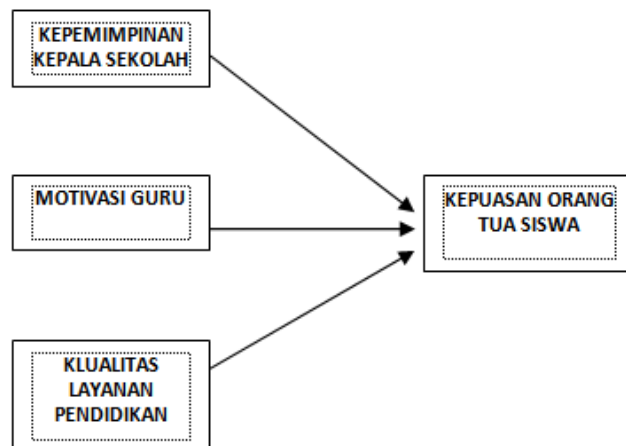 KEPEMIMPINAN
KEPALA SEKOLAH
MOTIVASI GURU
KEPUASAN ORANG
TUA SISWA
KLUALITAS
LAYANAN
PENDIDIKAN